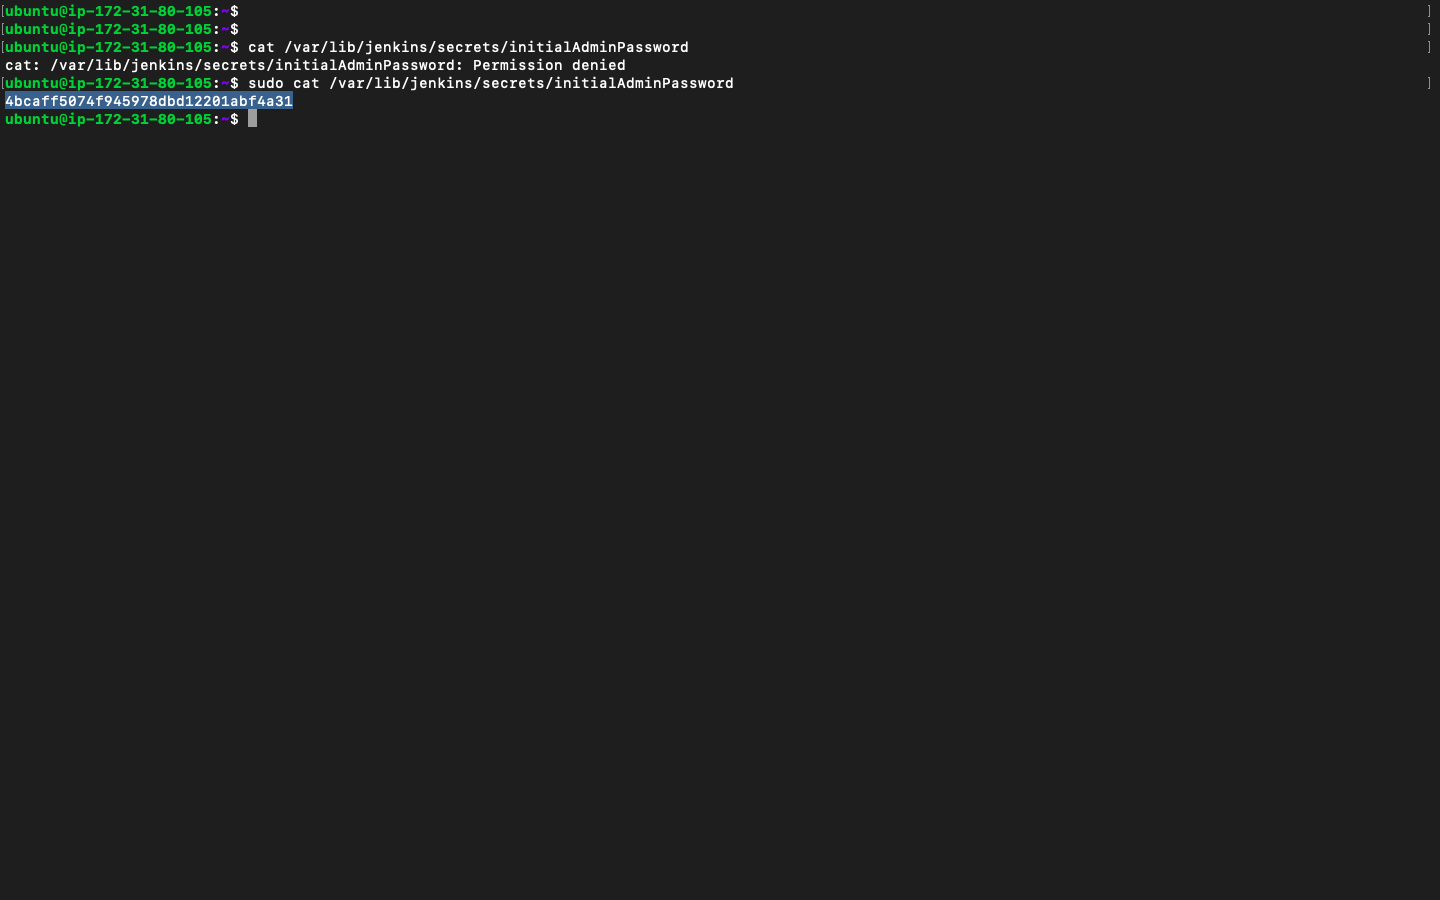 [ubuntu@ip-172-31-80-105:~$ ]
[ubuntu@ip-172-31-80-105:~$ ]
[ubuntu@ip-172-31-80-105:~$ cat /var/lib/jenkins/secrets/initialAdminPassword ]
cat: /var/lib/jenkins/secrets/initialAdminPassword: Permission denied
[ubuntu@ip-172-31-80-105:~$ sudo cat /var/lib/jenkins/secrets/initialAdminPassword ]
4bcaff5074f945978dbd12201abf4a31
ubuntu@ip-172-31-80-105:~$